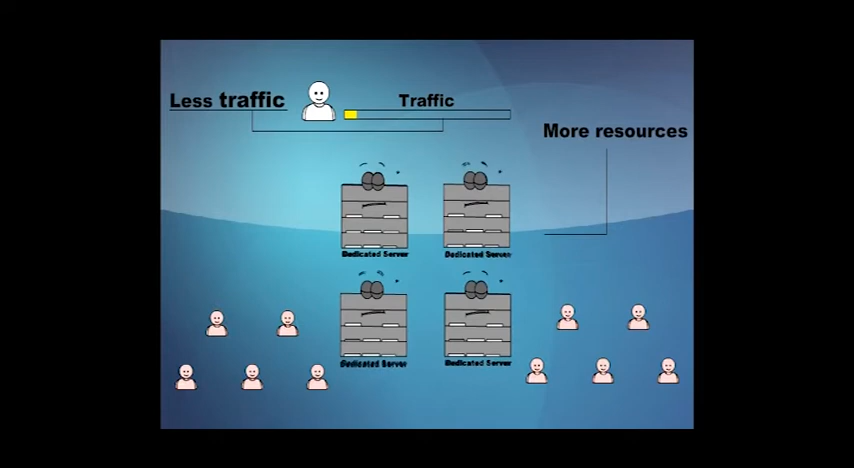 Less traffic
Traffic
More resources
Dedicated Server
Dedicated Server
Dedicated Server
Dedicated Server